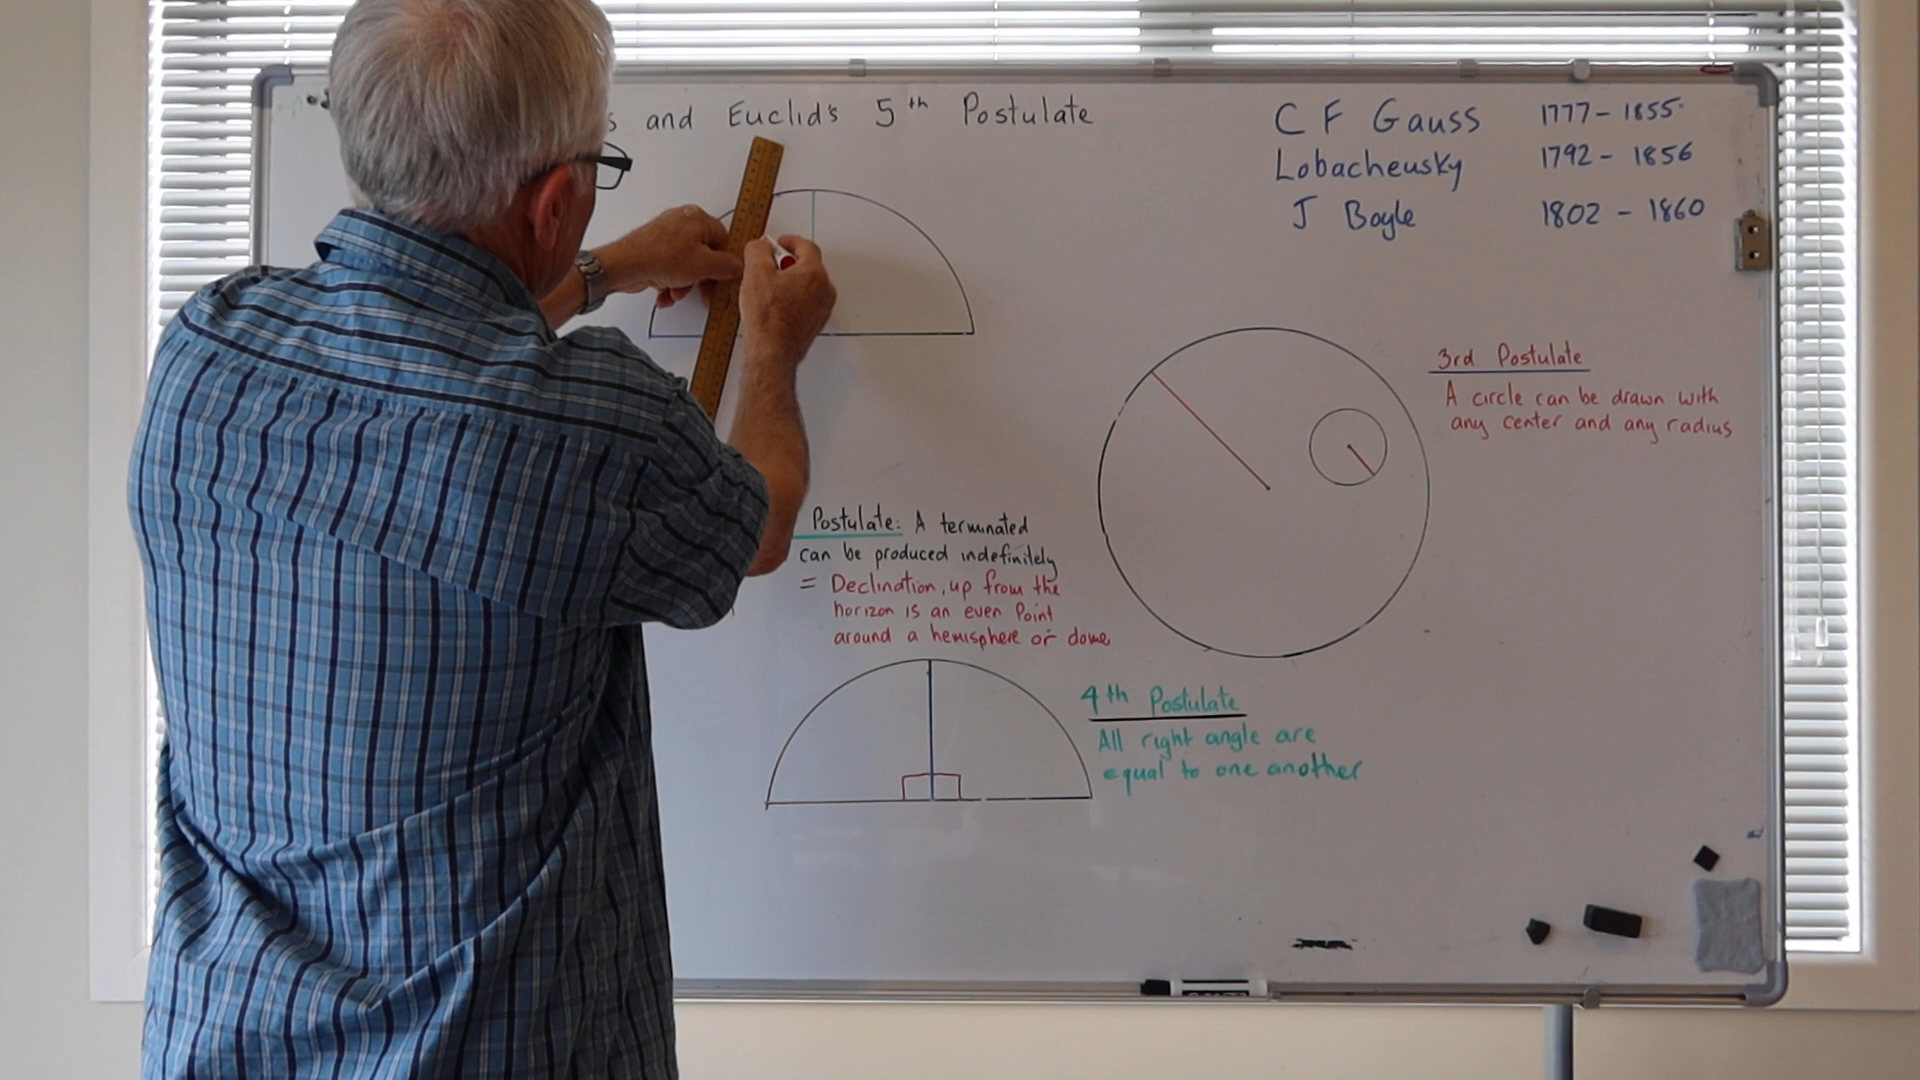 s and Euclid's 5th Postulate
C F Gauss 1777 - 1855
Lobacheusky 1792 - 1856
J Boyle 1802 - 1860
3rd Postulate
A circle can be drawn with
any center and any radius
Postulate: A terminated
can be produced indefinitely
= Declination, up from the
horizon is an even Point
around a hemisphere or dome
4th Postulate
All right angle are
equal to one another